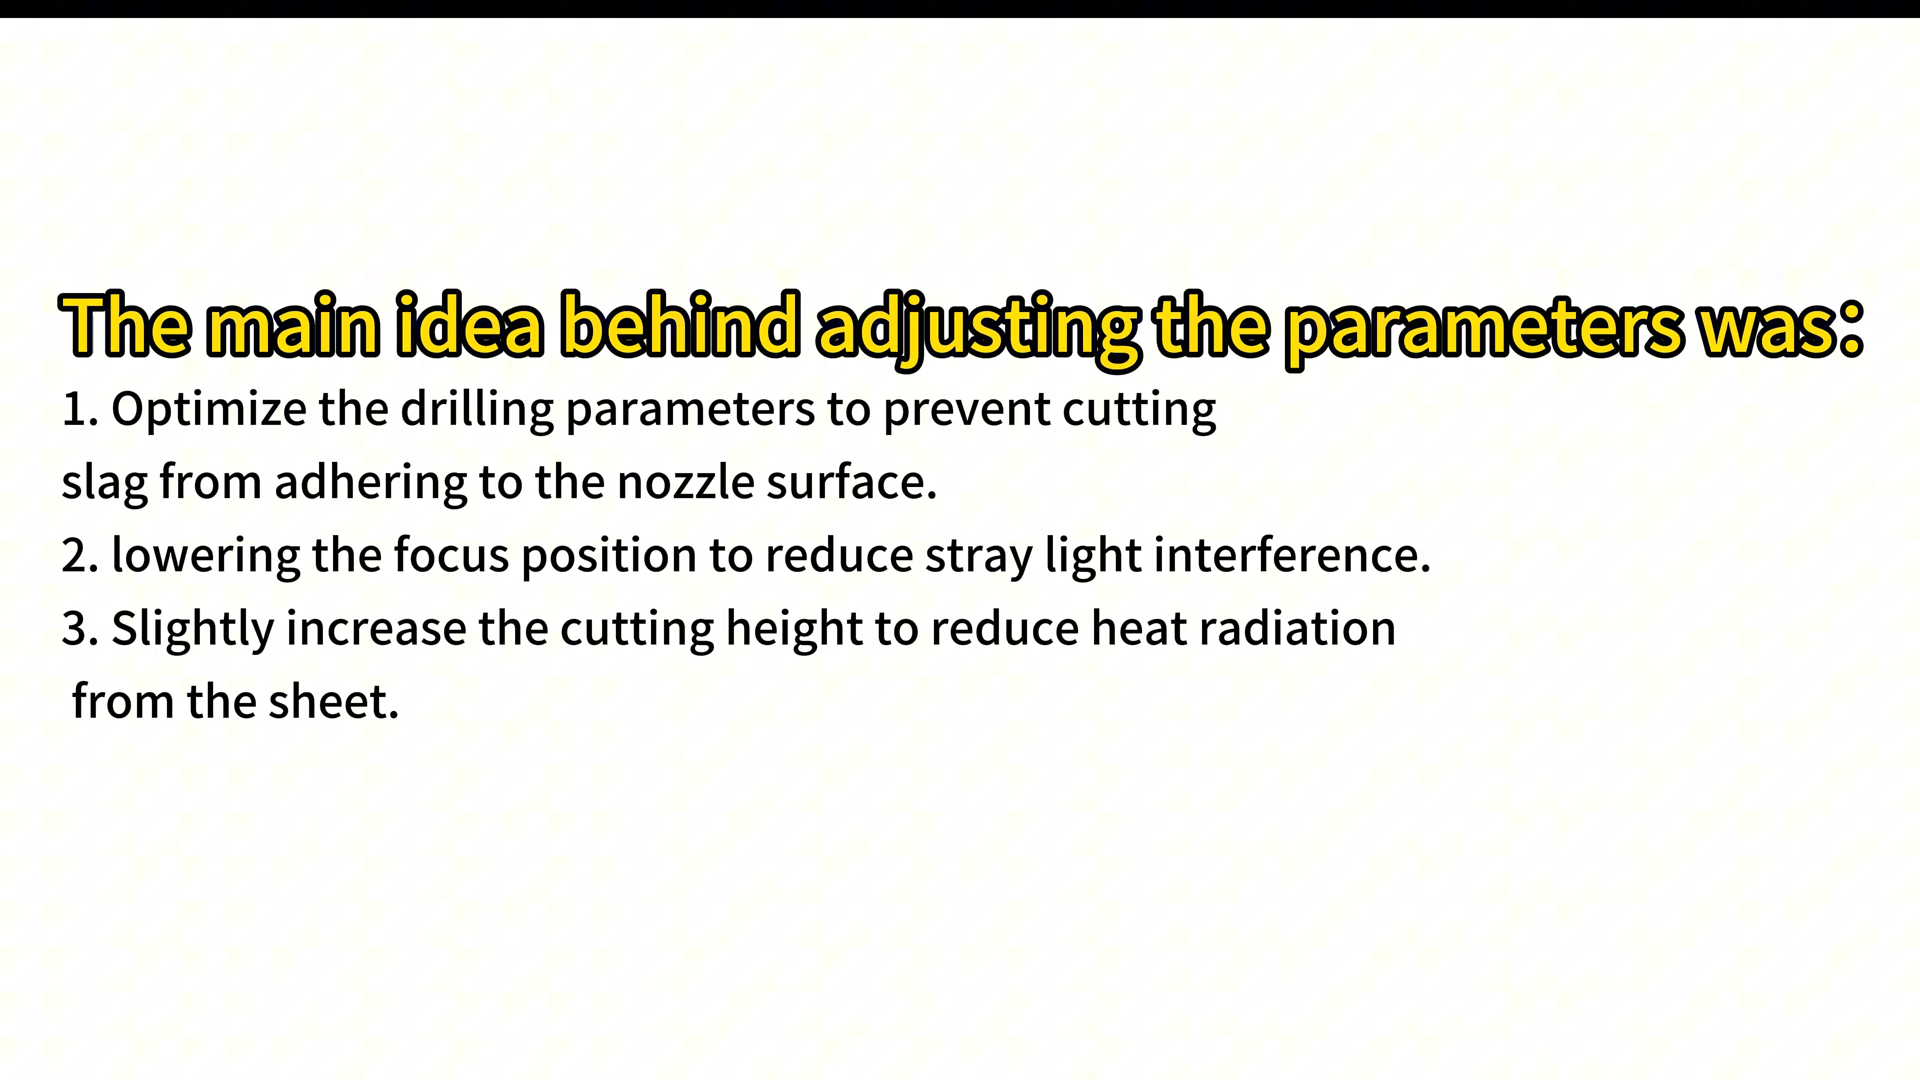 The main idea behind adjusting the parameters was:
1. Optimize the drilling parameters to prevent cutting
slag from adhering to the nozzle surface.
2. lowering the focus position to reduce stray light interference.
3. Slightly increase the cutting height to reduce heat radiation
from the sheet.